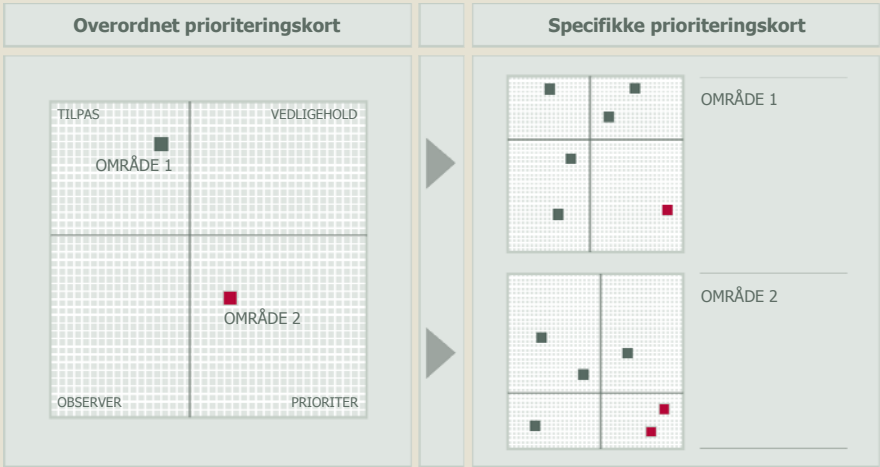 Overordnet prioriteringskort
Specifikke prioriteringskort
TILPAS
VEDLIGEHOLD
OMRÅDE 1
OMRÅDE 2
OBSERVER
PRIORITER
OMRÅDE 1
OMRÅDE 2